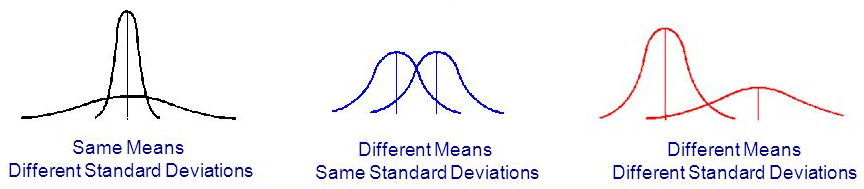 Same Means
Different Standard Deviations
Different Means
Same Standard Deviations
Different Means
Different Standard Deviations